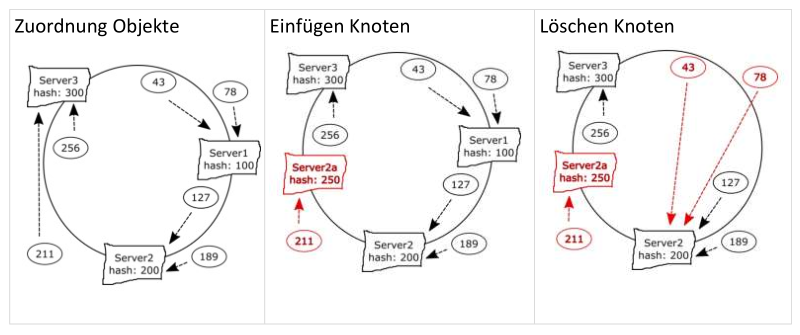 Zuordnung Objekte
Server3
hash: 300
43
78
256
Server1
hash: 100
127
211
Server2
hash: 200
189
Einfügen Knoten
Server3
hash: 300
43
78
256
Server1
hash: 100
Server2a
hash: 250
127
211
Server2
hash: 200
189
Löschen Knoten
Server3
hash: 300
43
78
256
Server2a
hash: 250
127
211
Server2
hash: 200
189